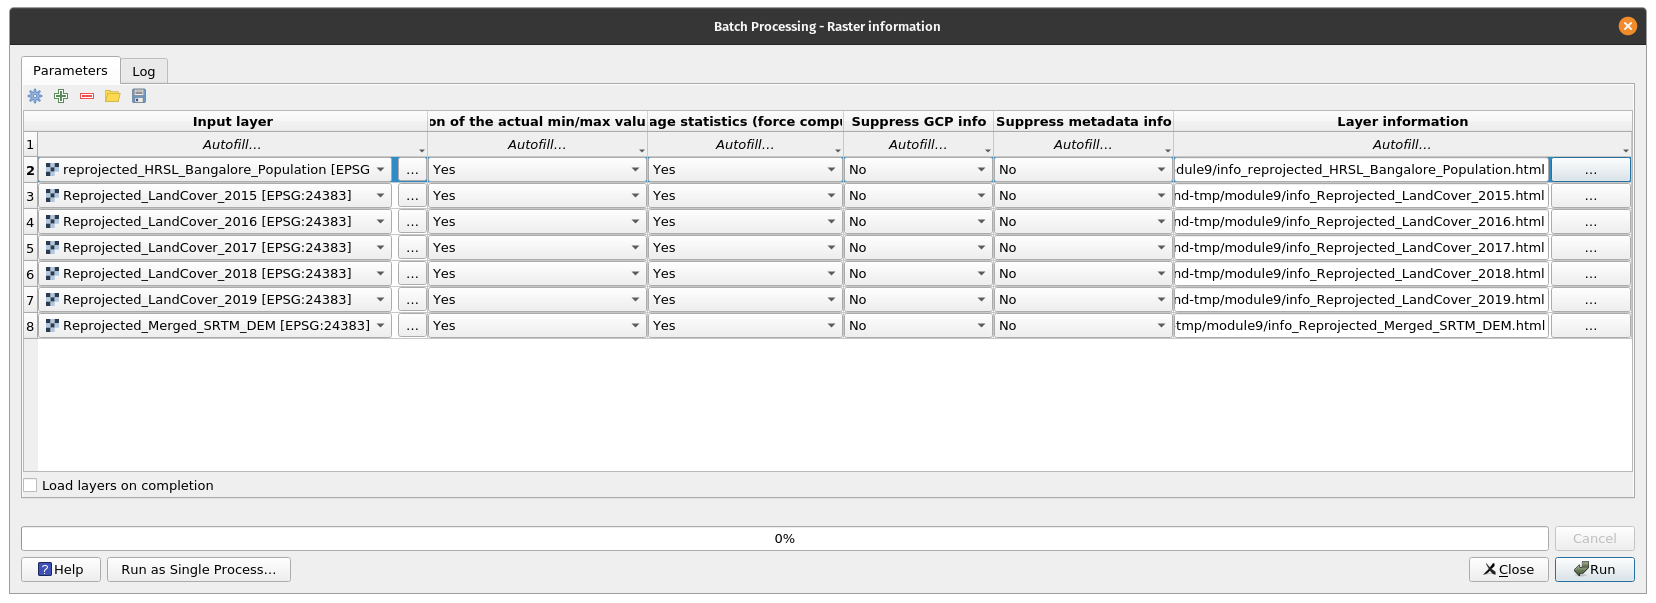 Batch Processing - Raster information
Parameters Log
Input layer on of the actual min/max valu age statistics (force compu Suppress GCP info Suppress metadata info Layer information
1 Autofill... Autofill... Autofill... Autofill... Autofill... Autofill...
2 reprojected_HRSL_Bangalore_Population [EPSG ... Yes Yes No No dule9/info_reprojected_HRSL_Bangalore_Population.html ...
3 Reprojected_LandCover_2015 [EPSG:24383] ... Yes Yes No No nd-tmp/module9/info_Reprojected_LandCover_2015.html ...
4 Reprojected_LandCover_2016 [EPSG:24383] ... Yes Yes No No nd-tmp/module9/info_Reprojected_LandCover_2016.html ...
5 Reprojected_LandCover_2017 [EPSG:24383] ... Yes Yes No No nd-tmp/module9/info_Reprojected_LandCover_2017.html ...
6 Reprojected_LandCover_2018 [EPSG:24383] ... Yes Yes No No nd-tmp/module9/info_Reprojected_LandCover_2018.html ...
7 Reprojected_LandCover_2019 [EPSG:24383] ... Yes Yes No No nd-tmp/module9/info_Reprojected_LandCover_2019.html ...
8 Reprojected_Merged_SRTM_DEM [EPSG:24383] ... Yes Yes No No tmp/module9/info_Reprojected_Merged_SRTM_DEM.html ...
Load layers on completion
0% Cancel
? Help Run as Single Process... Close Run